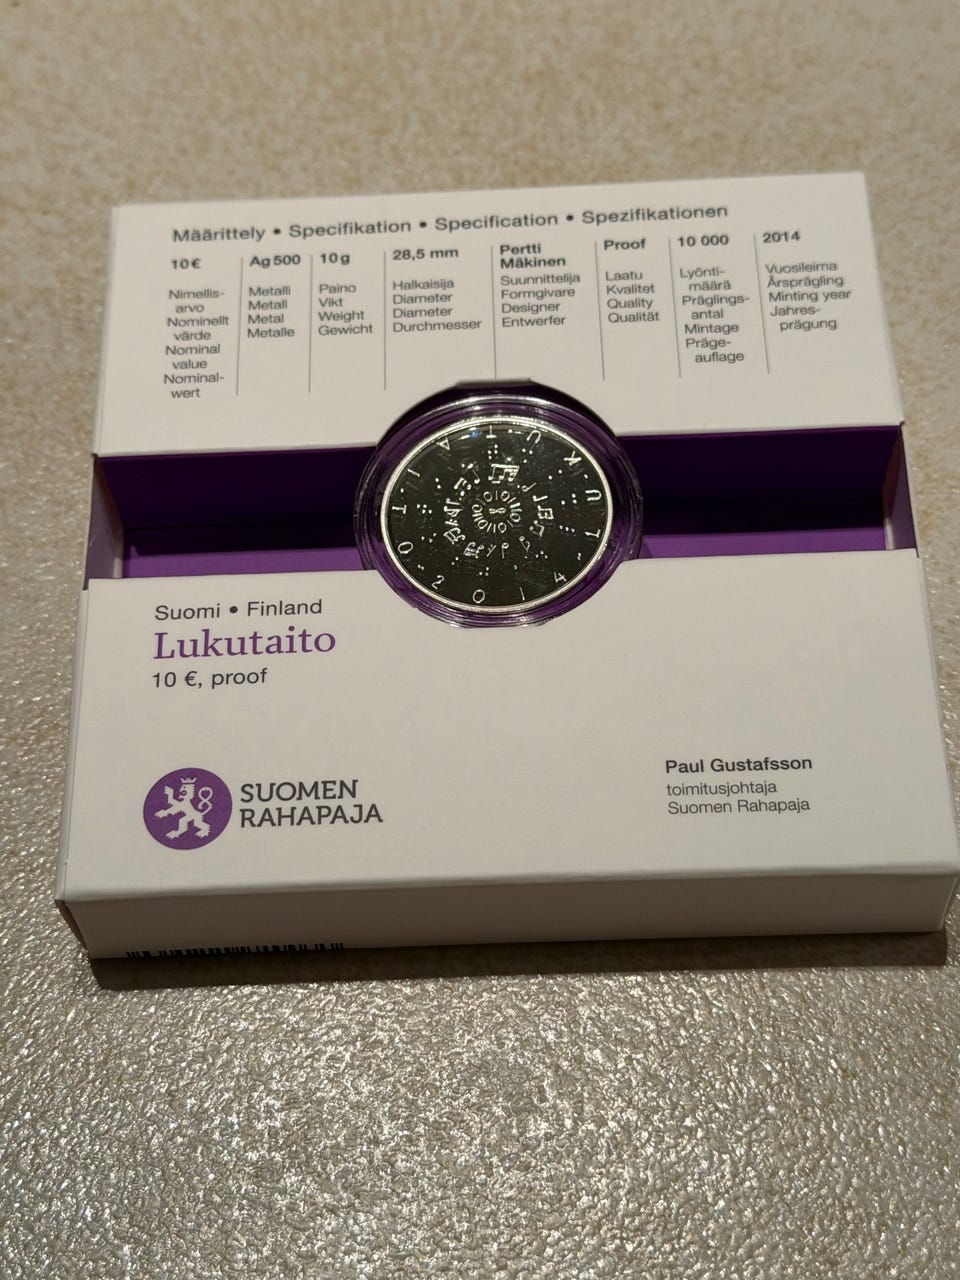 Määrittely • Specifikation • Specification • Spezifikationen
10 €
Nimellis-
arvo
Nominellt
värde
Nominal
value
Nominal-
wert
Ag 500
Metalli
Metall
Metal
Metalle
10 g
Paino
Vikt
Weight
Gewicht
28,5 mm
Halkaisija
Diameter
Diameter
Durchmesser
Pertti
Mäkinen
Suunnittelija
Formgivare
Designer
Entwerfer
Proof
Laatu
Kvalitet
Quality
Qualität
10 000
Lyönti-
määrä
Präglings-
antal
Mintage
Präge-
auflage
2014
Vuosileima
Årsprägling
Minting year
Jahres-
prägung
LUKUTAITO
2014
Suomi • Finland
Lukutaito
10 €, proof
SUOMEN
RAHAPAJA
Paul Gustafsson
toimitusjohtaja
Suomen Rahapaja